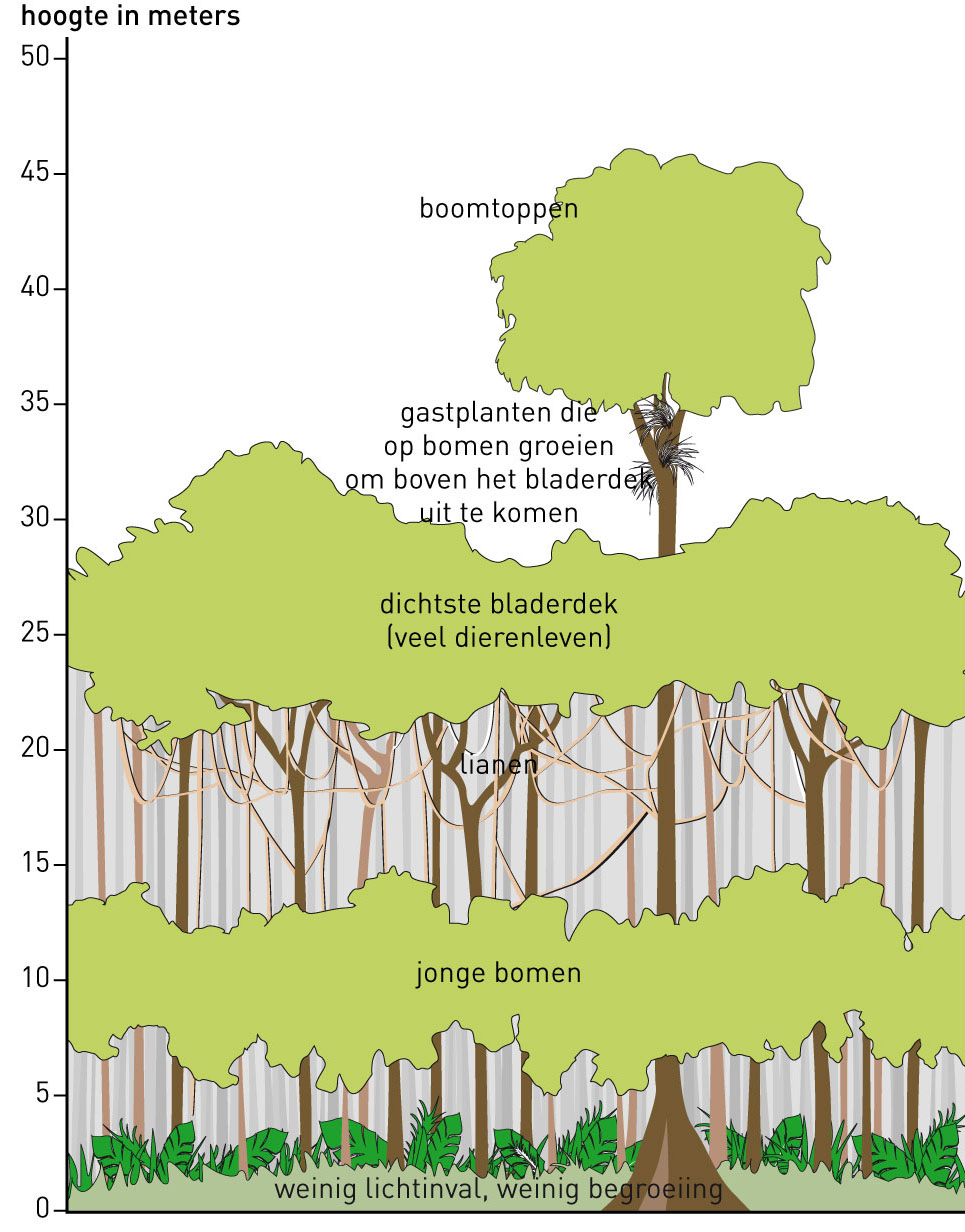 hoogte in meters
50
45
boomtoppen
40
35
gastplanten die
op bomen groeien
om boven het bladerdek
uit te komen
30
dichtste bladerdek
(veel dierenleven)
25
20
lianen
15
10
jonge bomen
5
weinig lichtinval, weinig begroeiing
0